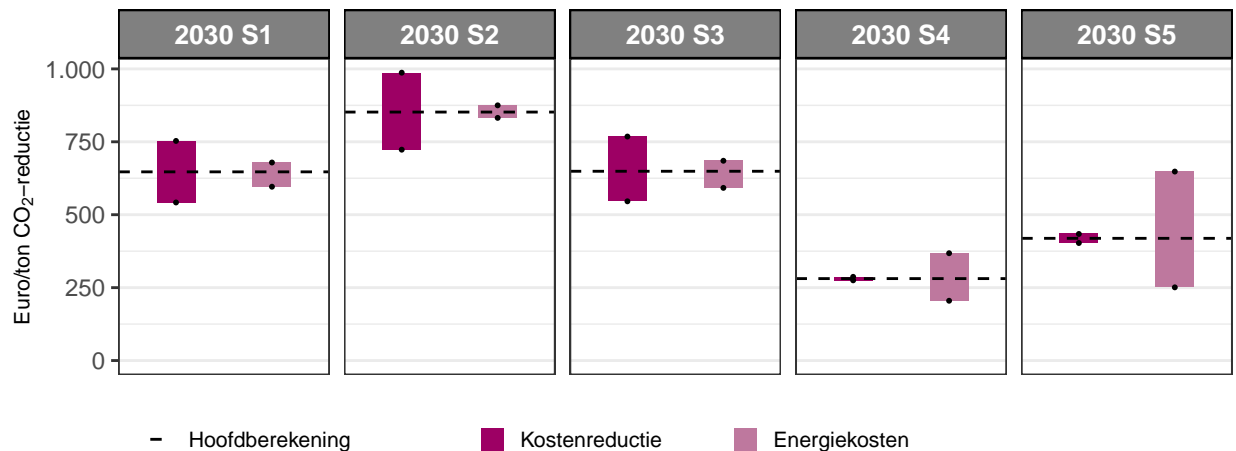 2030 S1 2030 S2 2030 S3 2030 S4 2030 S5
1.000
750
500
250
0
Euro/ton CO₂−reductie
Hoofdberekening Kostenreductie Energiekosten